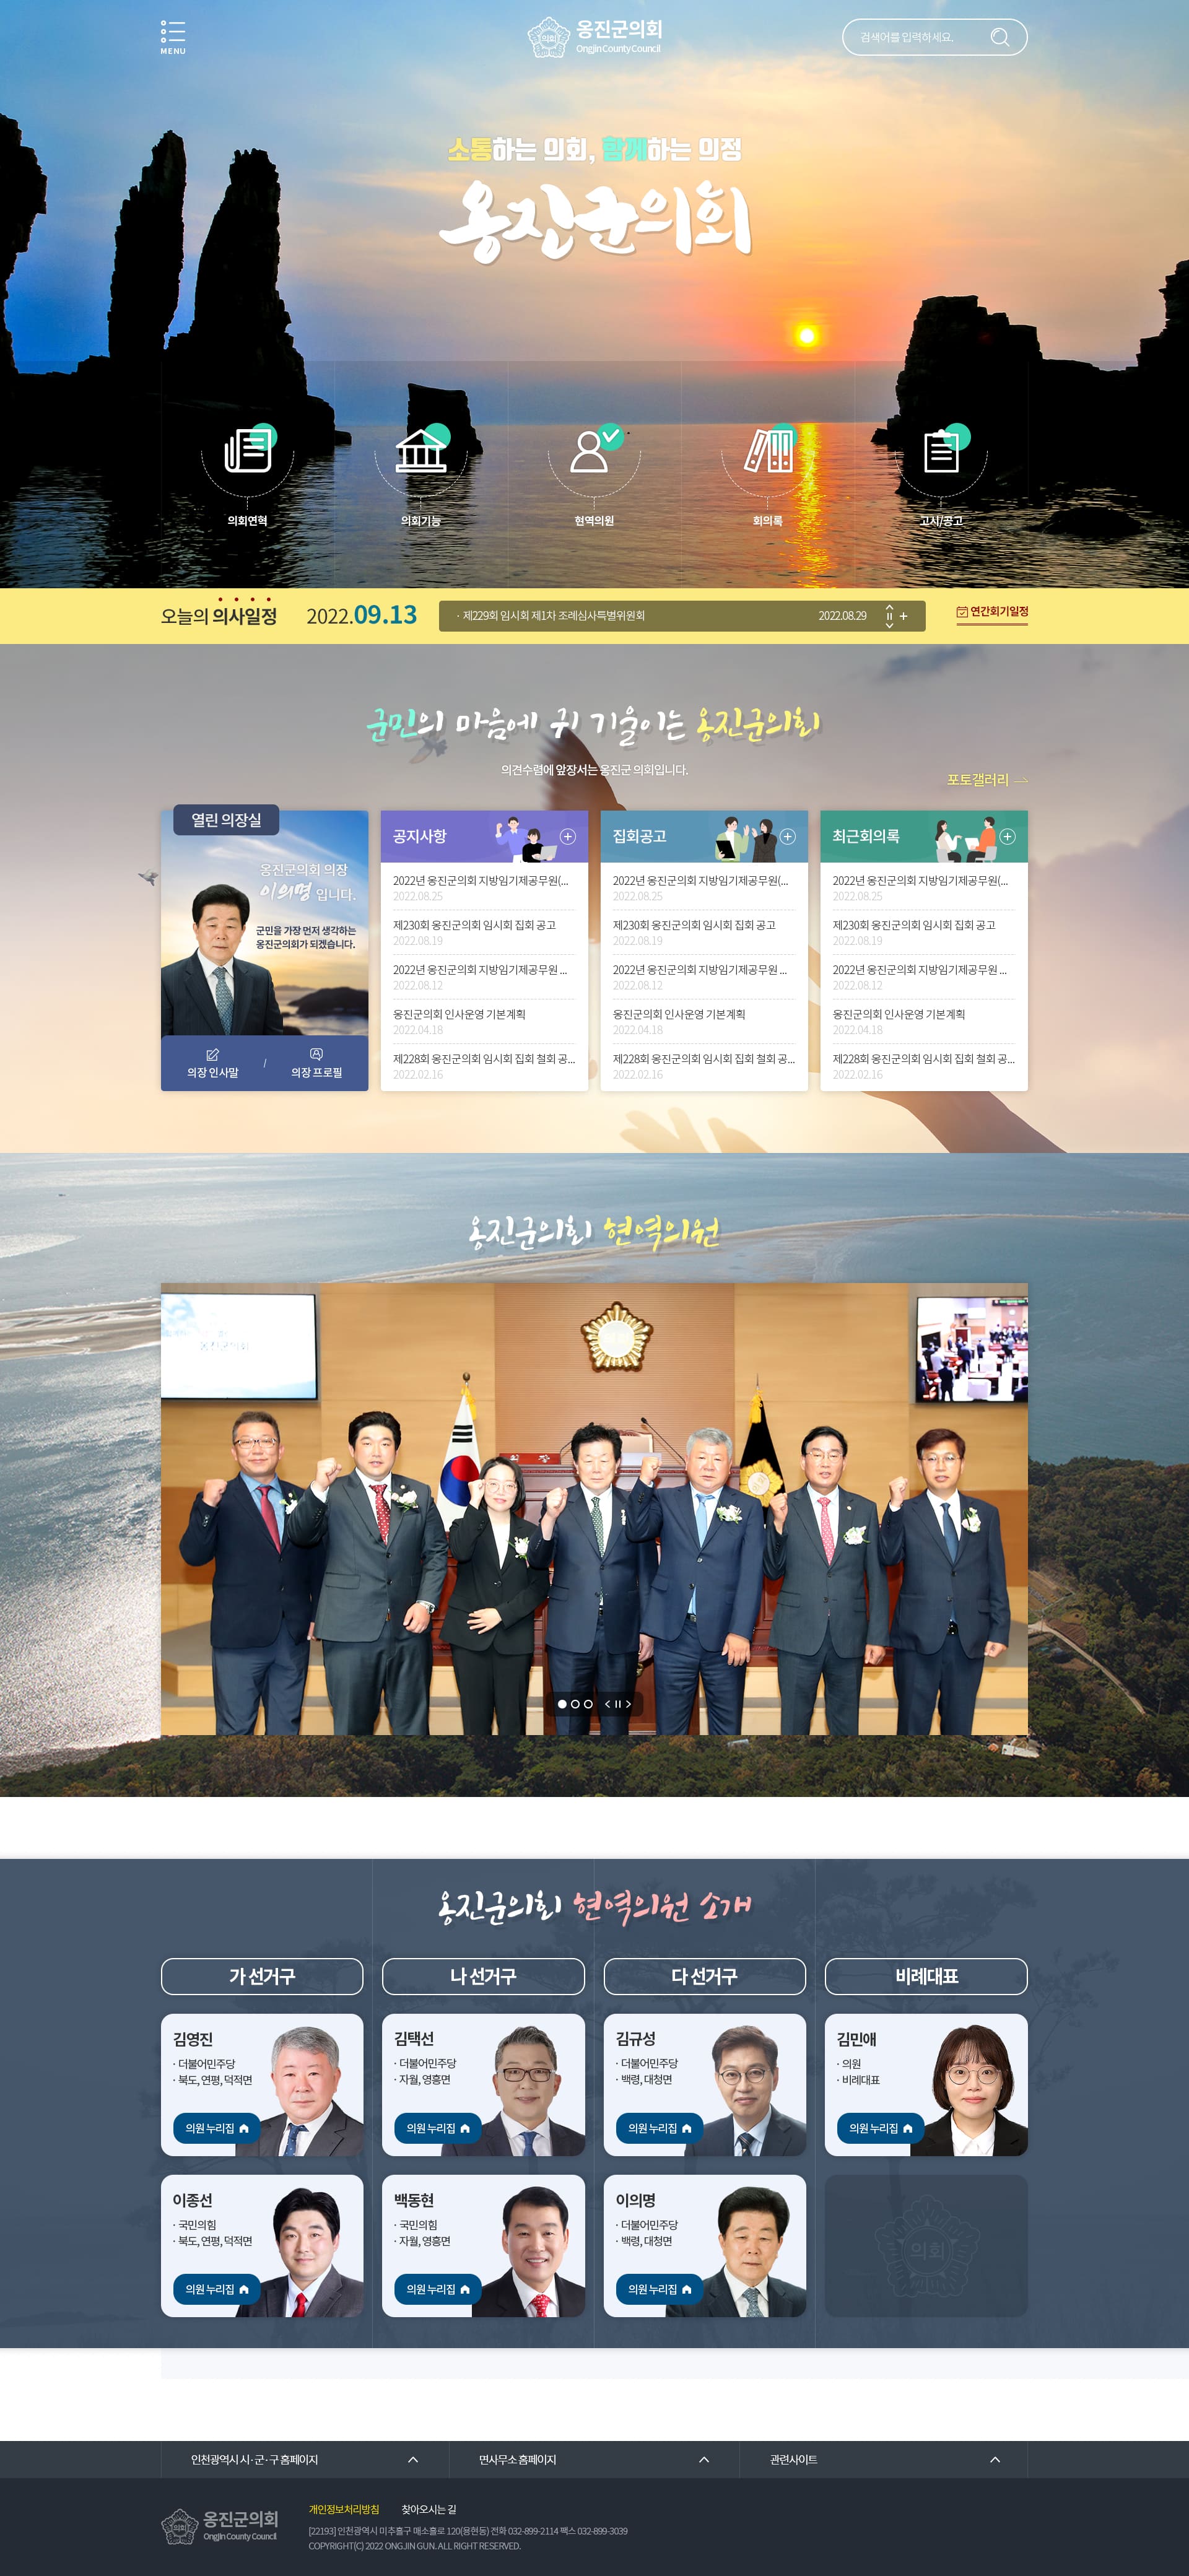 MENU
의회
옹진군의회
Ongjin County Council
검색어를 입력하세요.
소통하는 의회, 함께하는 의정
옹진군의회
의회연혁
의회기능
현역의원
회의록
고시/공고
오늘의 의사일정
2022.09.13
· 제229회 임시회 제1차 조례심사특별위원회
2022.08.29
연간회기일정
군민의 마음에 귀 기울이는 옹진군의회
의견수렴에 앞장서는 옹진군 의회입니다.
포토갤러리
열린 의장실
옹진군의회 의장
이의명 입니다.
군민을 가장 먼저 생각하는
옹진군의회가 되겠습니다.
의장 인사말
/
의장 프로필
공지사항
2022년 옹진군의회 지방임기제공무원(...
2022.08.25
제230회 옹진군의회 임시회 집회 공고
2022.08.19
2022년 옹진군의회 지방임기제공무원 ...
2022.08.12
옹진군의회 인사운영 기본계획
2022.04.18
제228회 옹진군의회 임시회 집회 철회 공...
2022.02.16
집회공고
2022년 옹진군의회 지방임기제공무원(...
2022.08.25
제230회 옹진군의회 임시회 집회 공고
2022.08.19
2022년 옹진군의회 지방임기제공무원 ...
2022.08.12
옹진군의회 인사운영 기본계획
2022.04.18
제228회 옹진군의회 임시회 집회 철회 공...
2022.02.16
최근회의록
2022년 옹진군의회 지방임기제공무원(...
2022.08.25
제230회 옹진군의회 임시회 집회 공고
2022.08.19
2022년 옹진군의회 지방임기제공무원 ...
2022.08.12
옹진군의회 인사운영 기본계획
2022.04.18
제228회 옹진군의회 임시회 집회 철회 공...
2022.02.16
옹진군의회 현역의원
옹진군의회
의 장
옹진군의회 현역의원 소개
가 선거구
나 선거구
다 선거구
비례대표
김영진
· 더불어민주당
· 북도, 연평, 덕적면
의원 누리집
김택선
· 더불어민주당
· 자월, 영흥면
의원 누리집
김규성
· 더불어민주당
· 백령, 대청면
의원 누리집
김민애
· 의원
· 비례대표
의원 누리집
이종선
· 국민의힘
· 북도, 연평, 덕적면
의원 누리집
백동현
· 국민의힘
· 자월, 영흥면
의원 누리집
이의명
· 더불어민주당
· 백령, 대청면
의원 누리집
의회
인천광역시 시·군·구 홈페이지
면사무소 홈페이지
관련사이트
의회
옹진군의회
Ongjin County Council
개인정보처리방침
찾아오시는 길
[22193] 인천광역시 미추홀구 매소홀로 120(용현동) 전화 032-899-2114 팩스 032-899-3039
COPYRIGHT(C) 2022 ONGJIN GUN. ALL RIGHT RESERVED.